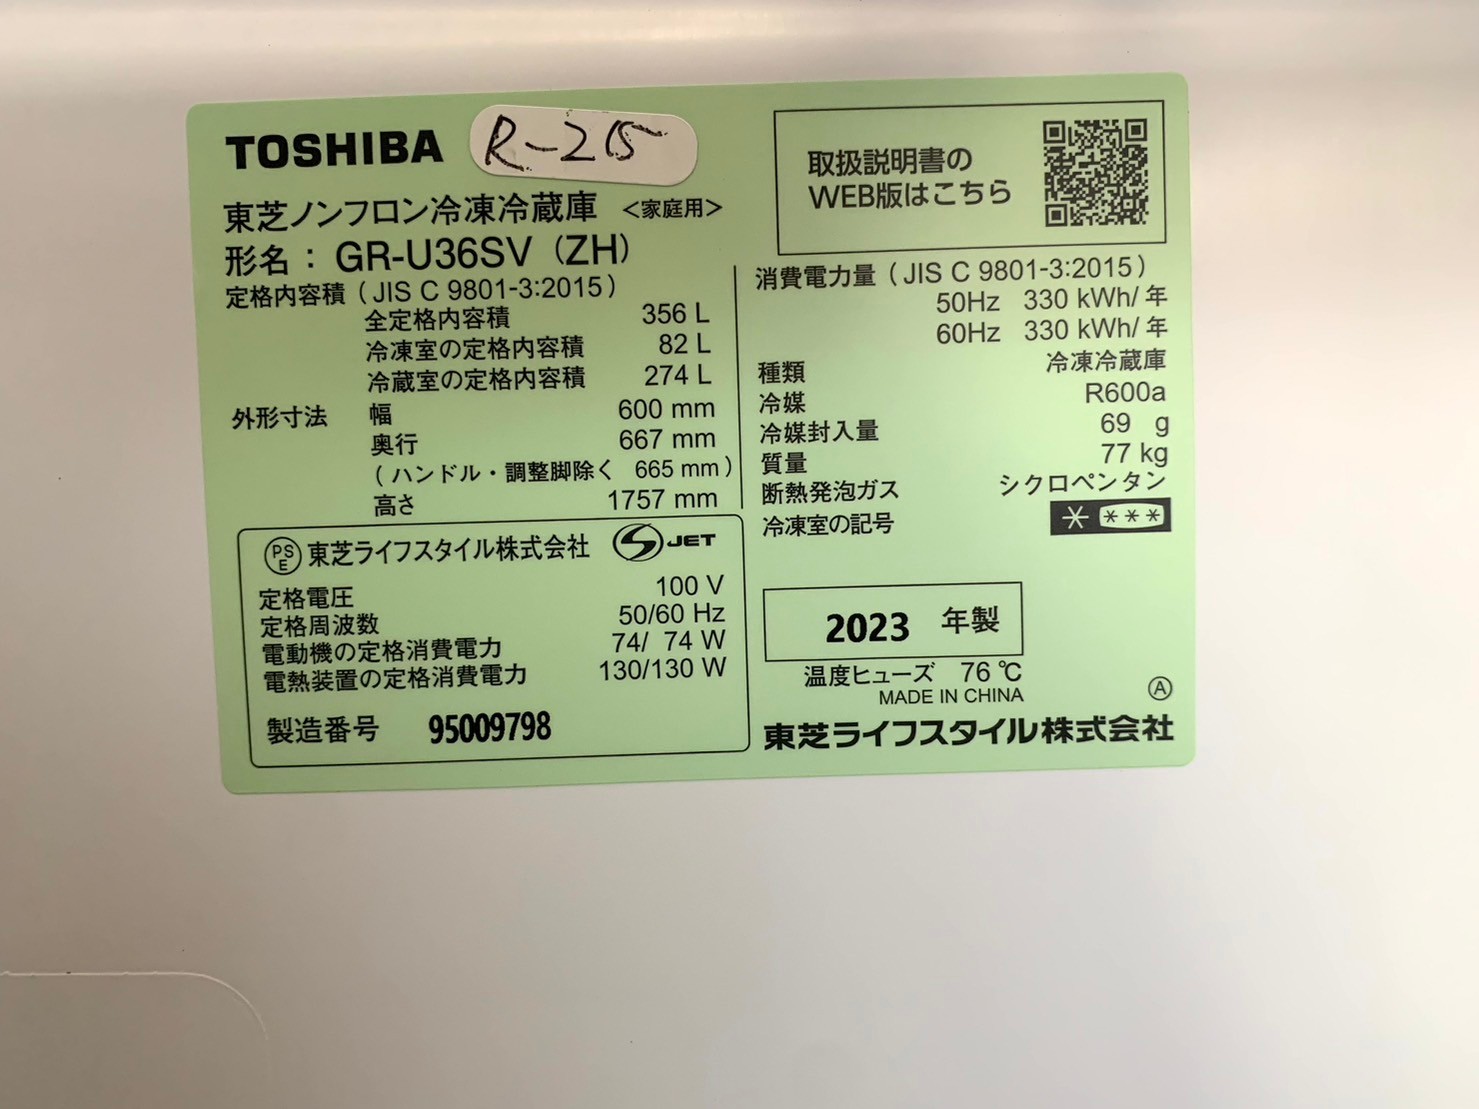 TOSHIBA
R-215
東芝ノンフロン冷凍冷蔵庫 <家庭用>
形名：GR-U36SV (ZH)
定格内容積 (JIS C 9801-3:2015)
全定格内容積 356 L
冷凍室の定格内容積 82 L
冷蔵室の定格内容積 274 L
外形寸法 幅 600 mm
奥行 667 mm
(ハンドル・調整脚除く 665 mm)
高さ 1757 mm
PS
E
東芝ライフスタイル株式会社 S JET
定格電圧 100 V
定格周波数 50/60 Hz
電動機の定格消費電力 74/ 74 W
電熱装置の定格消費電力 130/130 W
製造番号 95009798
取扱説明書の
WEB版はこちら
消費電力量 (JIS C 9801-3:2015)
50Hz 330 kWh/年
60Hz 330 kWh/年
種類 冷凍冷蔵庫
冷媒 R600a
冷媒封入量 69 g
質量 77 kg
断熱発泡ガス シクロペンタン
冷凍室の記号 * ***
2023 年製
温度ヒューズ 76 ℃
MADE IN CHINA
Ⓐ
東芝ライフスタイル株式会社